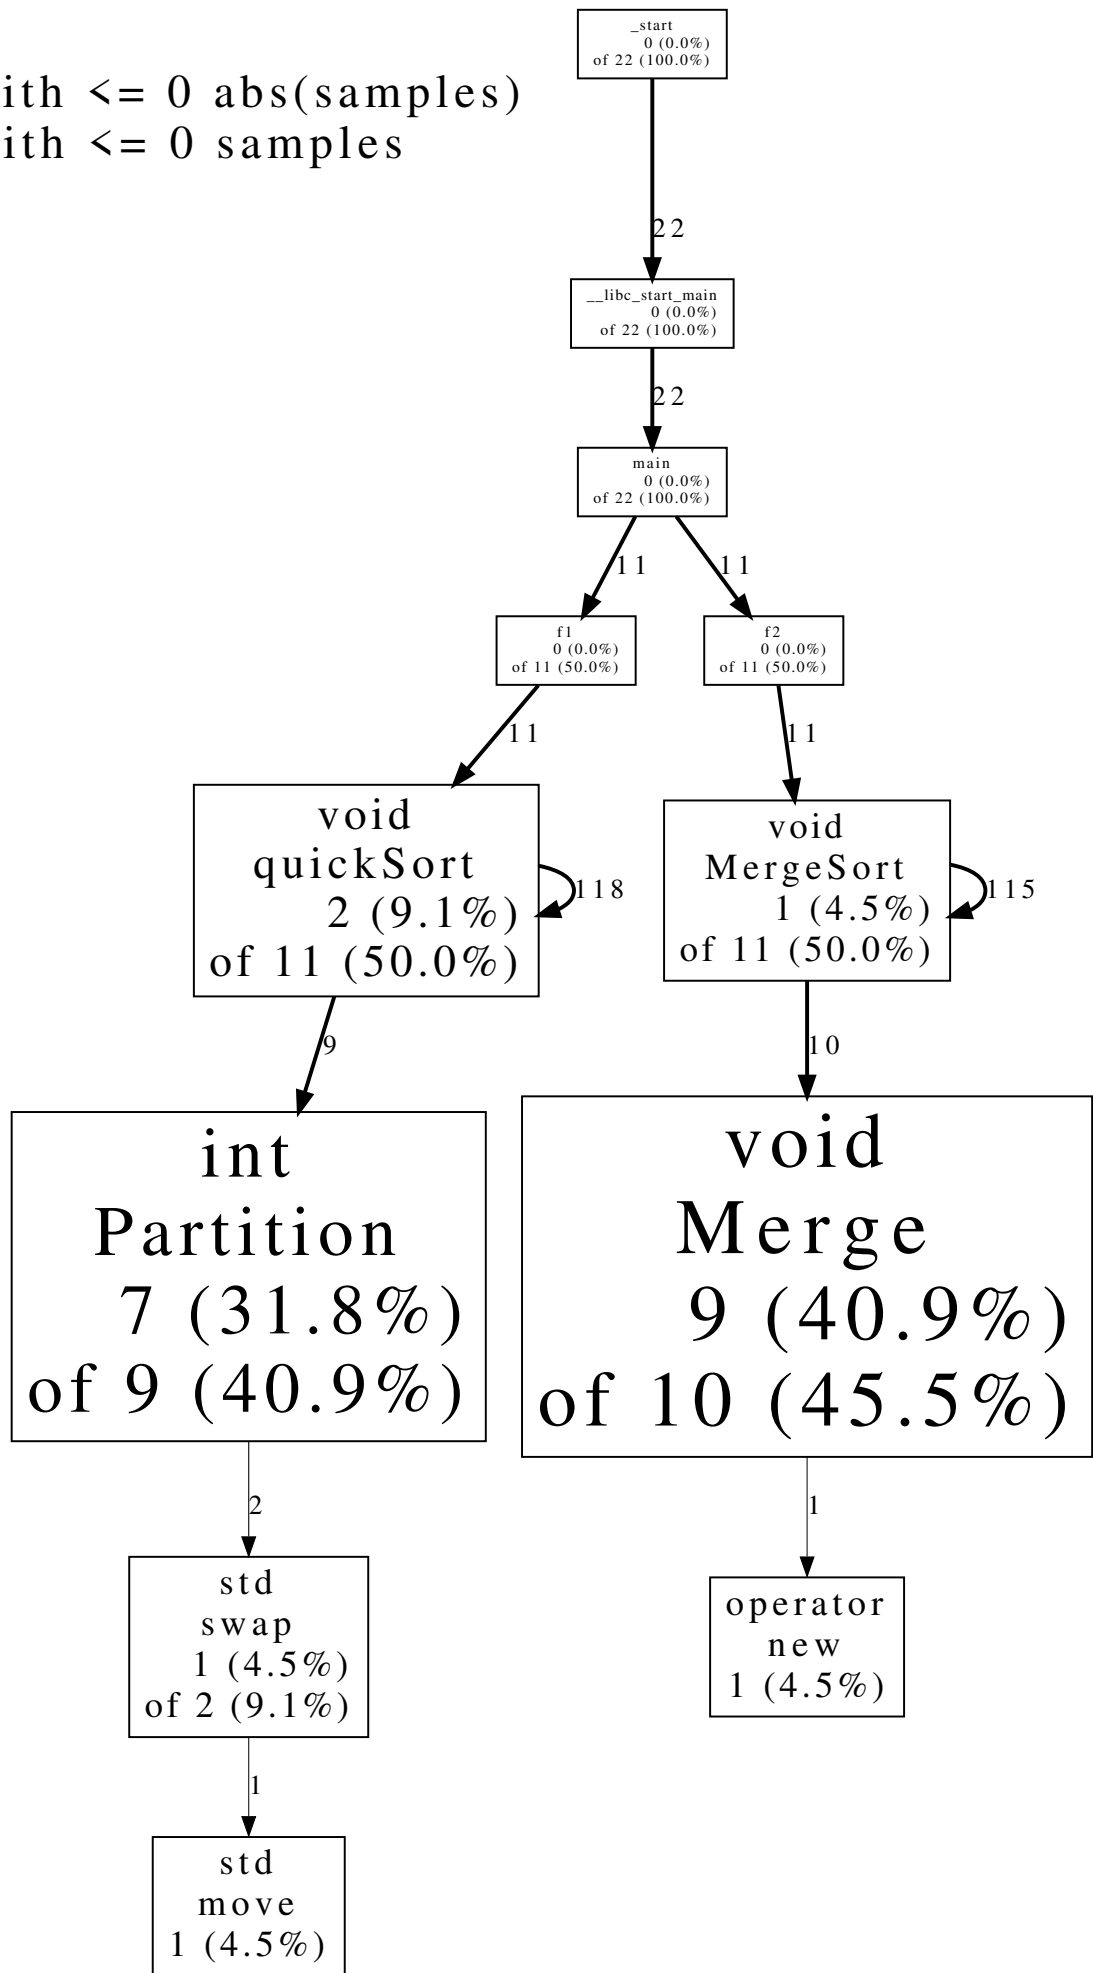 _start
0 (0.0%)
of 22 (100.0%)
ith <= 0 abs(samples)
ith <= 0 samples
22
__libc_start_main
0 (0.0%)
of 22 (100.0%)
22
main
0 (0.0%)
of 22 (100.0%)
11
11
f1
0 (0.0%)
of 11 (50.0%)
f2
0 (0.0%)
of 11 (50.0%)
11
11
void
quickSort
2 (9.1%)
of 11 (50.0%)
118
void
MergeSort
1 (4.5%)
of 11 (50.0%)
115
9
10
int
Partition
7 (31.8%)
of 9 (40.9%)
void
Merge
9 (40.9%)
of 10 (45.5%)
2
1
std
swap
1 (4.5%)
of 2 (9.1%)
operator
new
1 (4.5%)
1
std
move
1 (4.5%)